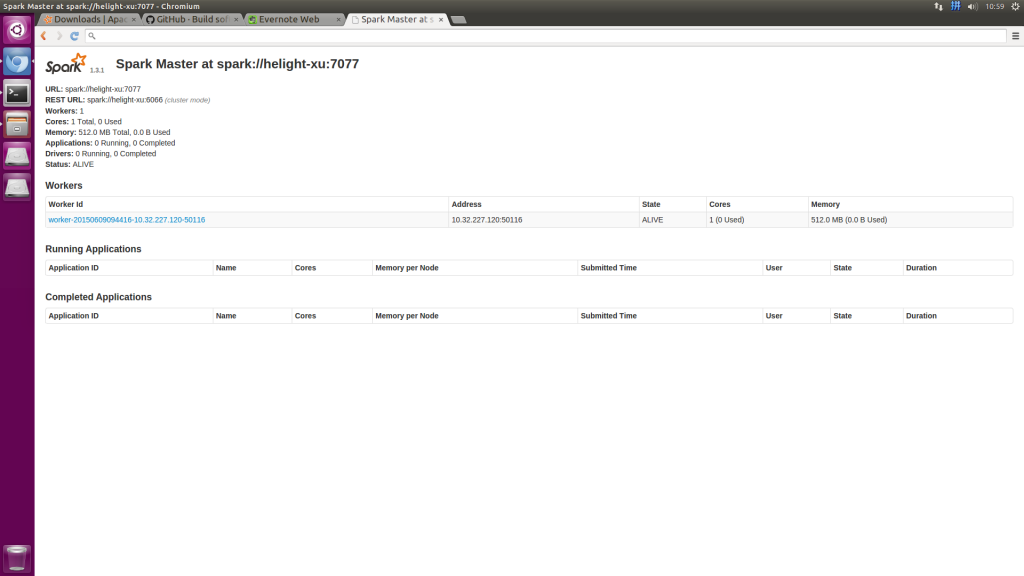 Spark Master at spark://helight-xu:7077 - Chromium
拼
10:59
Downloads | Apac
GitHub · Build sof
Evernote Web
Spark Master at s
Spark 1.3.1
Spark Master at spark://helight-xu:7077
URL: spark://helight-xu:7077
REST URL: spark://helight-xu:6066 (cluster mode)
Workers: 1
Cores: 1 Total, 0 Used
Memory: 512.0 MB Total, 0.0 B Used
Applications: 0 Running, 0 Completed
Drivers: 0 Running, 0 Completed
Status: ALIVE
Workers
Worker Id Address State Cores Memory
worker-20150609094416-10.32.227.120-50116 10.32.227.120:50116 ALIVE 1 (0 Used) 512.0 MB (0.0 B Used)
Running Applications
Application ID Name Cores Memory per Node Submitted Time User State Duration
Completed Applications
Application ID Name Cores Memory per Node Submitted Time User State Duration